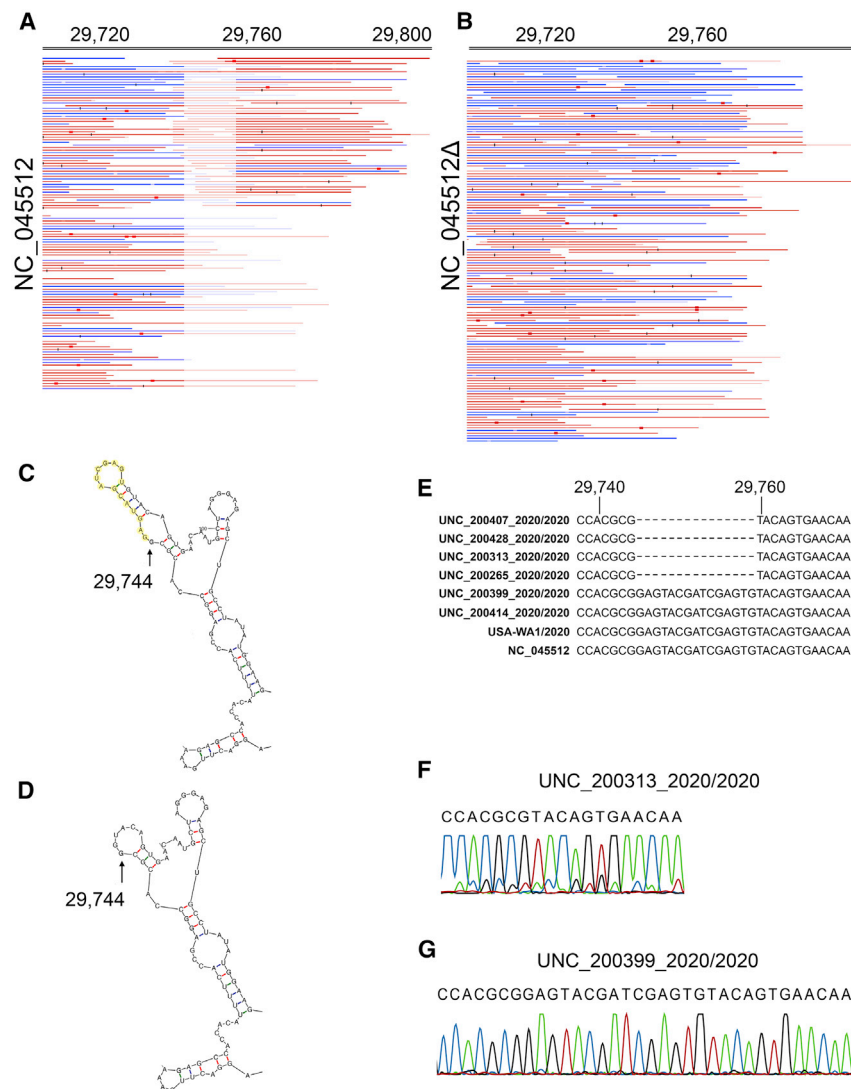 A
29,720 29,760 29,800
NC_045512
B
29,720 29,760
NC_045512Δ
C
29,744
D
29,744
E
29,740 29,760
UNC_200407_2020/2020 CCACGCG---------------TACAGTGAACAA
UNC_200428_2020/2020 CCACGCG---------------TACAGTGAACAA
UNC_200313_2020/2020 CCACGCG---------------TACAGTGAACAA
UNC_200265_2020/2020 CCACGCG---------------TACAGTGAACAA
UNC_200399_2020/2020 CCACGCGGAGTACGATCGAGTGTACAGTGAACAA
UNC_200414_2020/2020 CCACGCGGAGTACGATCGAGTGTACAGTGAACAA
USA-WA1/2020 CCACGCGGAGTACGATCGAGTGTACAGTGAACAA
NC_045512 CCACGCGGAGTACGATCGAGTGTACAGTGAACAA
F
UNC_200313_2020/2020
CCACGCGTACAGTGAACAA
G
UNC_200399_2020/2020
CCACGCGGAGTACGATCGAGTGTACAGTGAACAA